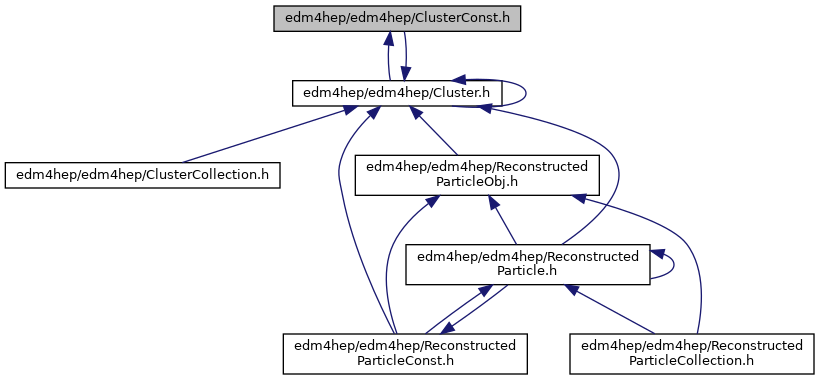 edm4hep/edm4hep/ClusterConst.h
edm4hep/edm4hep/Cluster.h
edm4hep/edm4hep/ClusterCollection.h
edm4hep/edm4hep/Reconstructed
ParticleObj.h
edm4hep/edm4hep/Reconstructed
Particle.h
edm4hep/edm4hep/Reconstructed
ParticleConst.h
edm4hep/edm4hep/Reconstructed
ParticleCollection.h